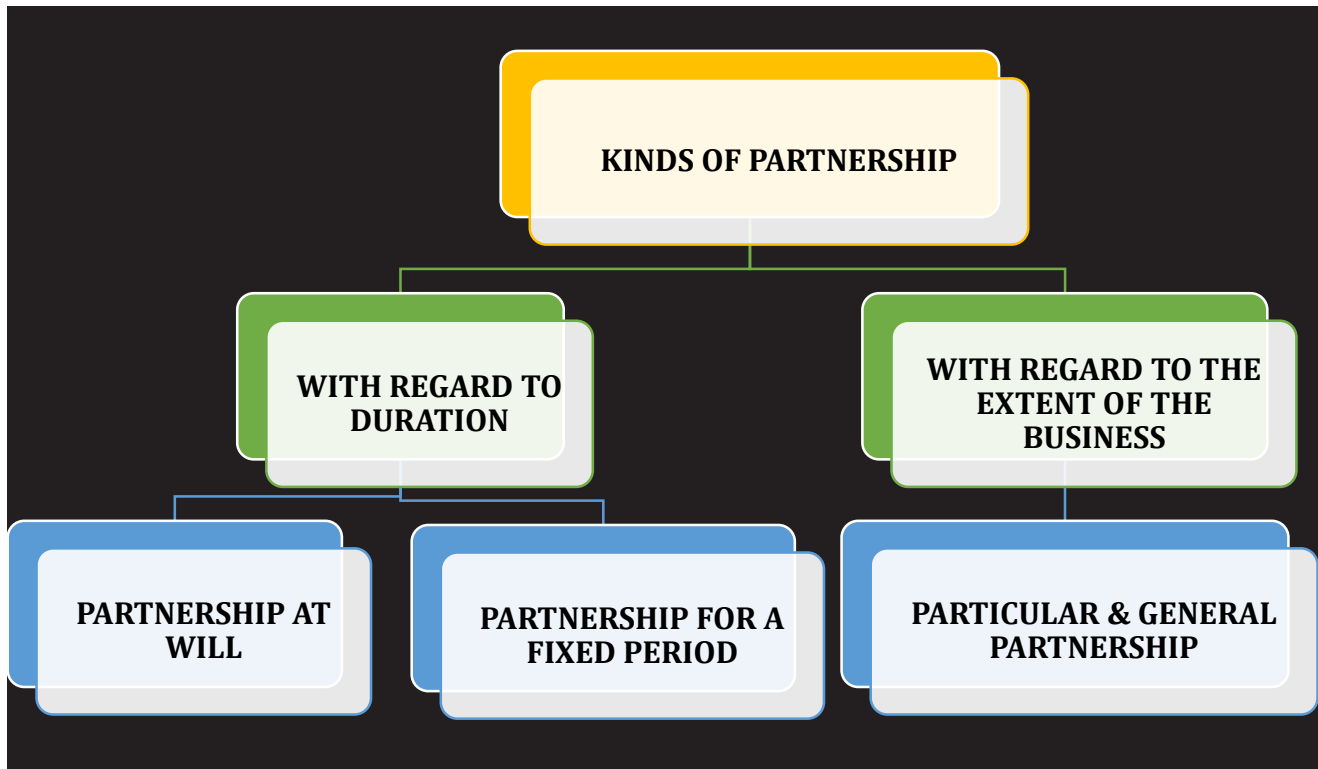 KINDS OF PARTNERSHIP
WITH REGARD TO
DURATION
WITH REGARD TO THE
EXTENT OF THE
BUSINESS
PARTNERSHIP AT
WILL
PARTNERSHIP FOR A
FIXED PERIOD
PARTICULAR & GENERAL
PARTNERSHIP